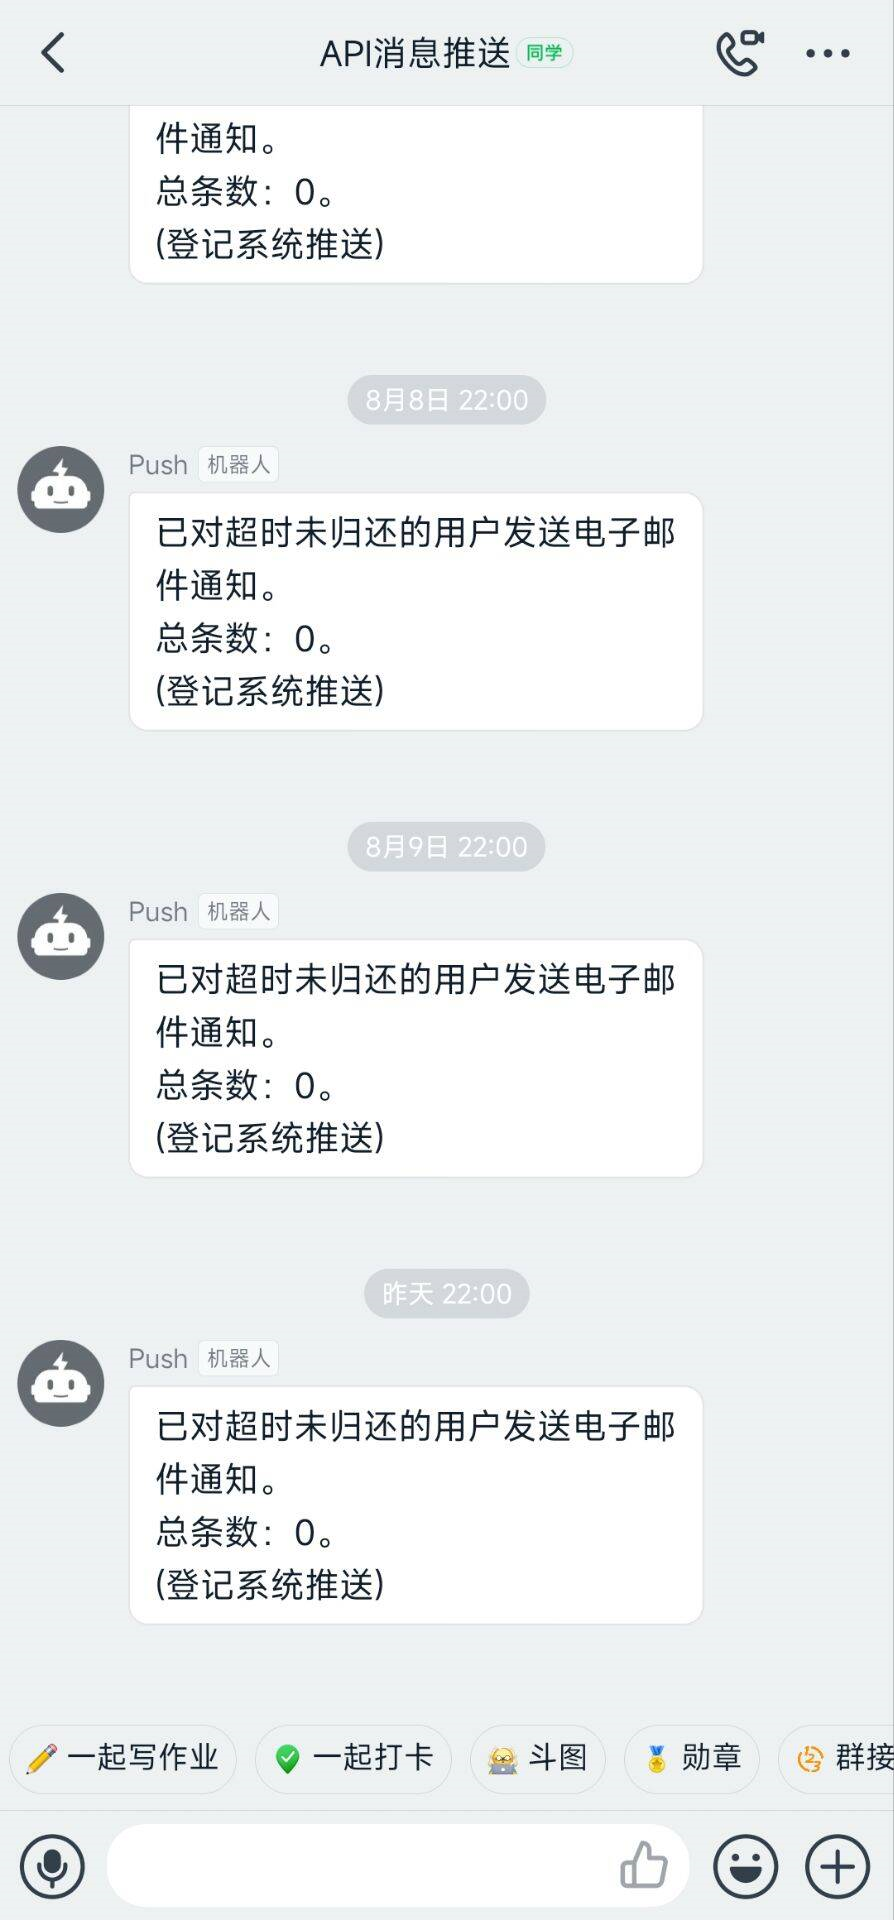 API消息推送 同学
件通知。
总条数：0。
(登记系统推送)
8月8日 22:00
Push 机器人
已对超时未归还的用户发送电子邮
件通知。
总条数：0。
(登记系统推送)
8月9日 22:00
Push 机器人
已对超时未归还的用户发送电子邮
件通知。
总条数：0。
(登记系统推送)
昨天 22:00
Push 机器人
已对超时未归还的用户发送电子邮
件通知。
总条数：0。
(登记系统推送)
一起写作业 一起打卡 斗图 勋章 群接